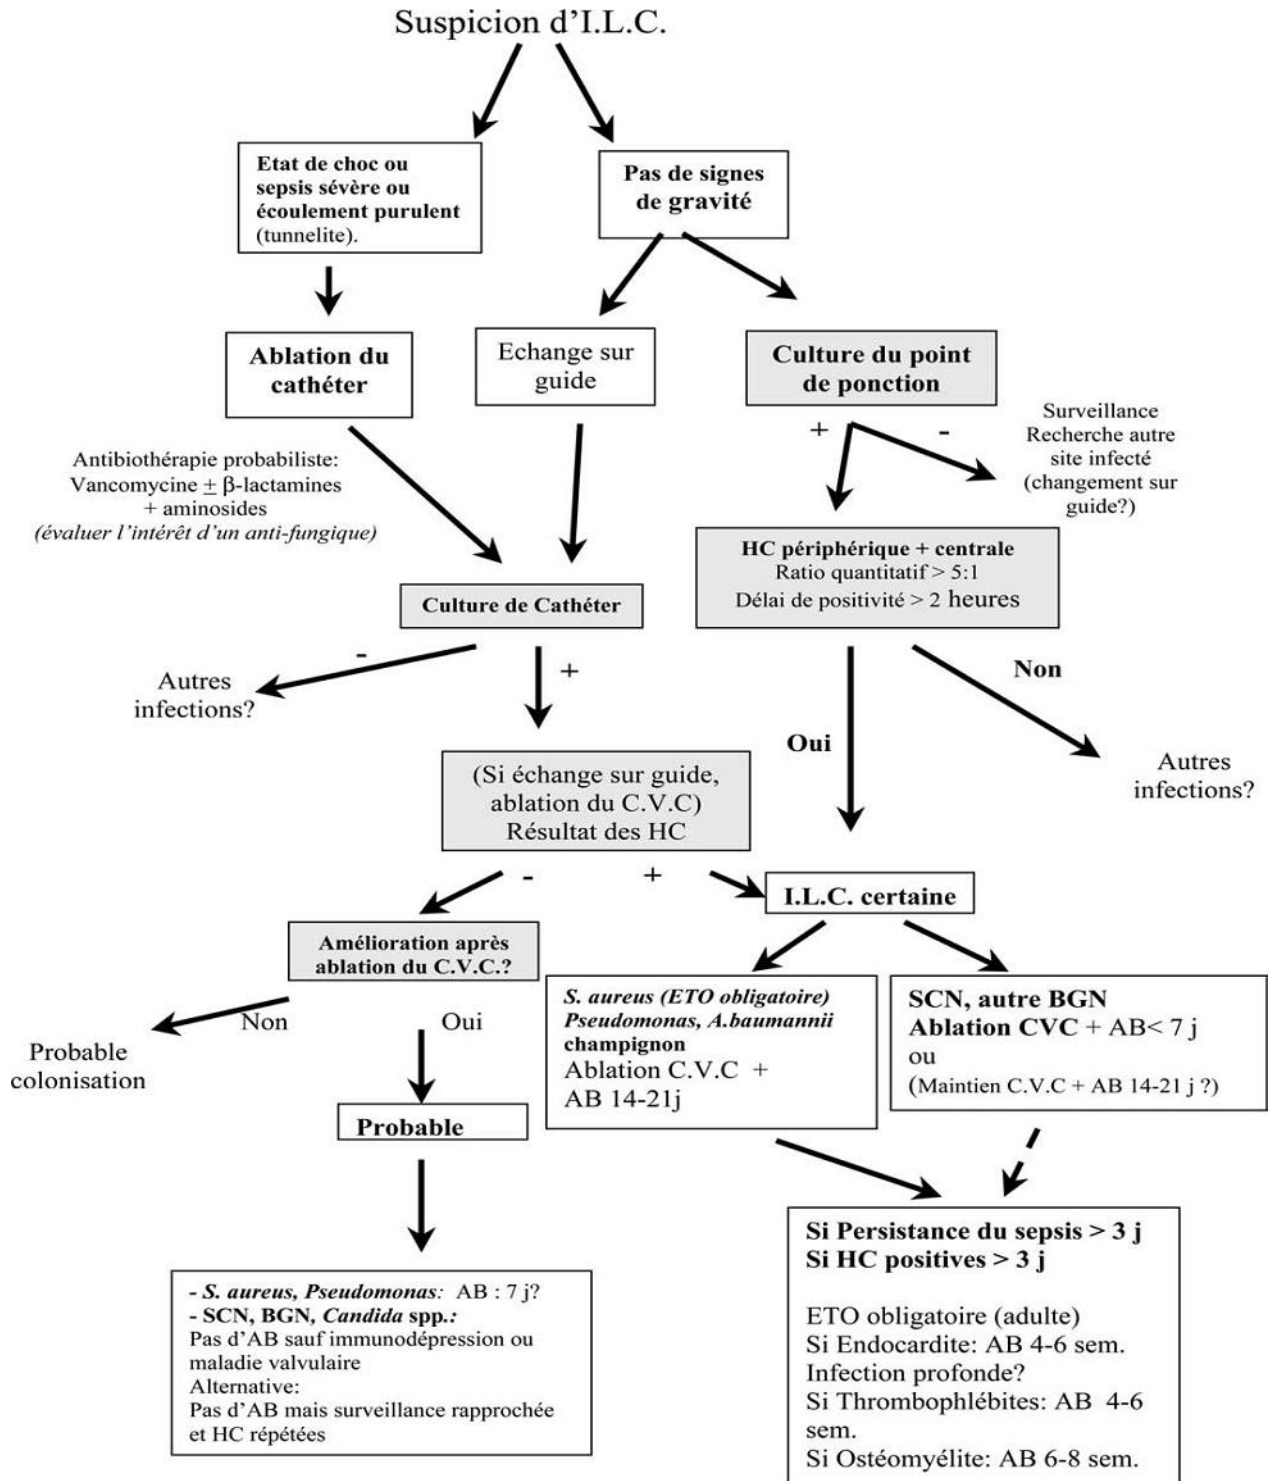 Suspicion d'I.L.C.
Etat de choc ou
sepsis sévère ou
écoulement purulent
(tunnelite).
Pas de signes
de gravité
Ablation du
cathéter
Echange sur
guide
Culture du point
de ponction
+
-
Surveillance
Recherche autre
site infecté
(changement sur
guide?)
Antibiothérapie probabiliste:
Vancomycine ± β-lactamines
+ aminosides
(évaluer l'intérêt d'un anti-fungique)
HC périphérique + centrale
Ratio quantitatif > 5:1
Délai de positivité > 2 heures
Culture de Cathéter
-
+
Autres
infections?
Non
Oui
Autres
infections?
(Si échange sur guide,
ablation du C.V.C)
Résultat des HC
-
+
I.L.C. certaine
Amélioration après
ablation du C.V.C.?
Non
Oui
Probable
colonisation
S. aureus (ETO obligatoire)
Pseudomonas, A.baumannii
champignon
Ablation C.V.C +
AB 14-21j
SCN, autre BGN
Ablation CVC + AB< 7 j
ou
(Maintien C.V.C + AB 14-21 j ?)
Probable
- S. aureus, Pseudomonas: AB : 7 j?
- SCN, BGN, Candida spp.:
Pas d'AB sauf immunodépression ou
maladie valvulaire
Alternative:
Pas d'AB mais surveillance rapprochée
et HC répétées
Si Persistance du sepsis > 3 j
Si HC positives > 3 j
ETO obligatoire (adulte)
Si Endocardite: AB 4-6 sem.
Infection profonde?
Si Thrombophlébites: AB 4-6
sem.
Si Ostéomyélite: AB 6-8 sem.